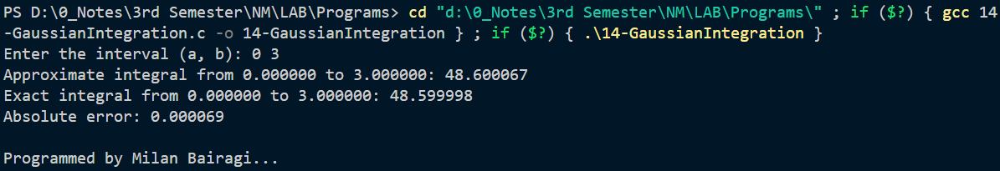 PS D:\0_Notes\3rd Semester\NM\LAB\Programs> cd "d:\0_Notes\3rd Semester\NM\LAB\Programs\" ; if ($?) { gcc 14
-GaussianIntegration.c -o 14-GaussianIntegration } ; if ($?) { .\14-GaussianIntegration }
Enter the interval (a, b): 0 3
Approximate integral from 0.000000 to 3.000000: 48.600067
Exact integral from 0.000000 to 3.000000: 48.599998
Absolute error: 0.000069
Programmed by Milan Bairagi...